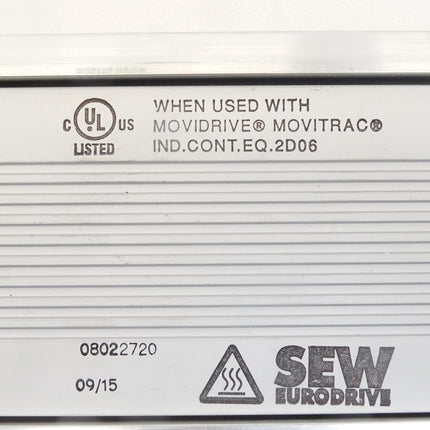 C UL US
LISTED
WHEN USED WITH
MOVIDRIVE® MOVITRAC®
IND.CONT.EQ.2D06
08022720
09/15
SEW
EURODRIVE